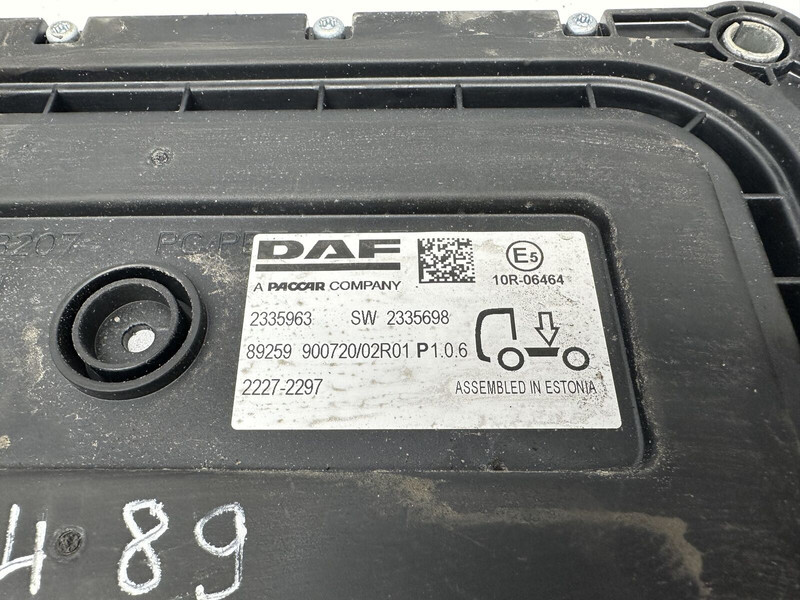 DAF
A PACCAR COMPANY
E5
10R-06464
2335963 SW 2335698
89259 900720/02R01 P1.0.6
2227-2297
ASSEMBLED IN ESTONIA
489